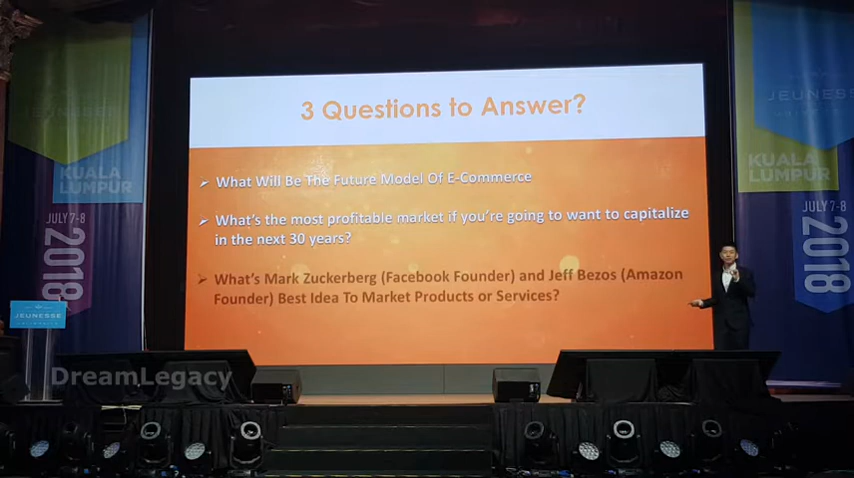 3 Questions to Answer?
What Will Be The Future Model Of E-Commerce
What's the most profitable market if you're going to want to capitalize
in the next 30 years?
What's Mark Zuckerberg (Facebook Founder) and Jeff Bezos (Amazon
Founder) Best Idea To Market Products or Services?
JEUNESSE
KUALA
LUMPUR
JULY 7-8
2018
JEUNESSE
KUALA
LUMPUR
JULY 7-8
2018
JEUNESSE
DreamLegacy